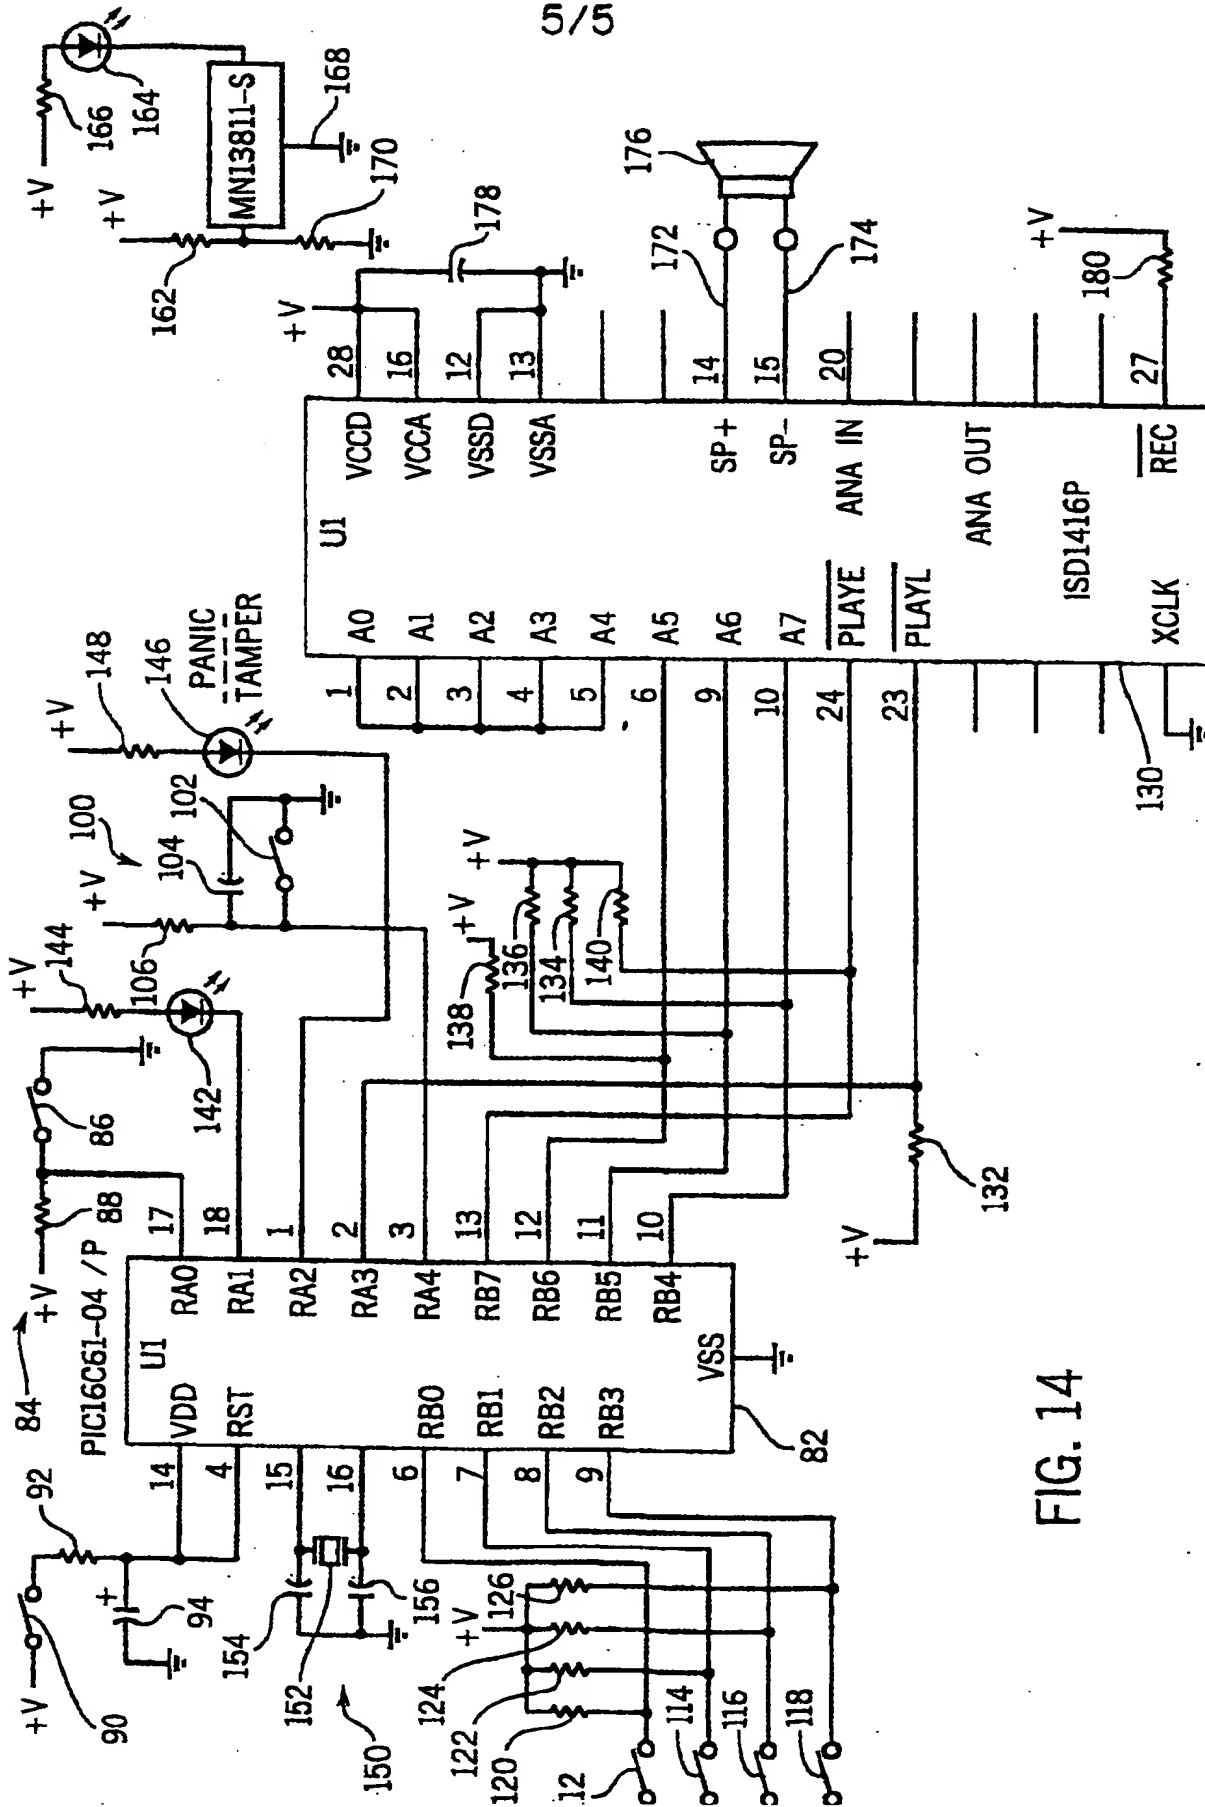 5/5
+V
166
164
MN13811-S
168
+V
162
170
+V
178
28
16
12
13
172
174
176
14
15
20
27
180
+V
U1
VCCD
VCCA
VSSD
VSSA
SP+
SP-
ANA IN
ANA OUT
ISD1416P
REC
A0
A1
A2
A3
A4
A5
A6
A7
PLAYE
PLAYL
XCLK
1
2
3
4
5
6
9
10
24
23
130
+V
148
146
PANIC
TAMPER
100
102
104
+V
106
+V
144
142
86
88
+V
84
+V
138
+V
136
134
140
132
+V
17
18
1
2
3
13
12
11
10
PIC16C61-04 /P
U1
RA0
RA1
RA2
RA3
RA4
RB7
RB6
RB5
RB4
VDD
RST
RB0
RB1
RB2
RB3
VSS
82
14
4
15
16
6
7
8
9
92
+
94
+V
90
154
152
156
150
+V
126
124
122
120
12
114
116
118
FIG. 14